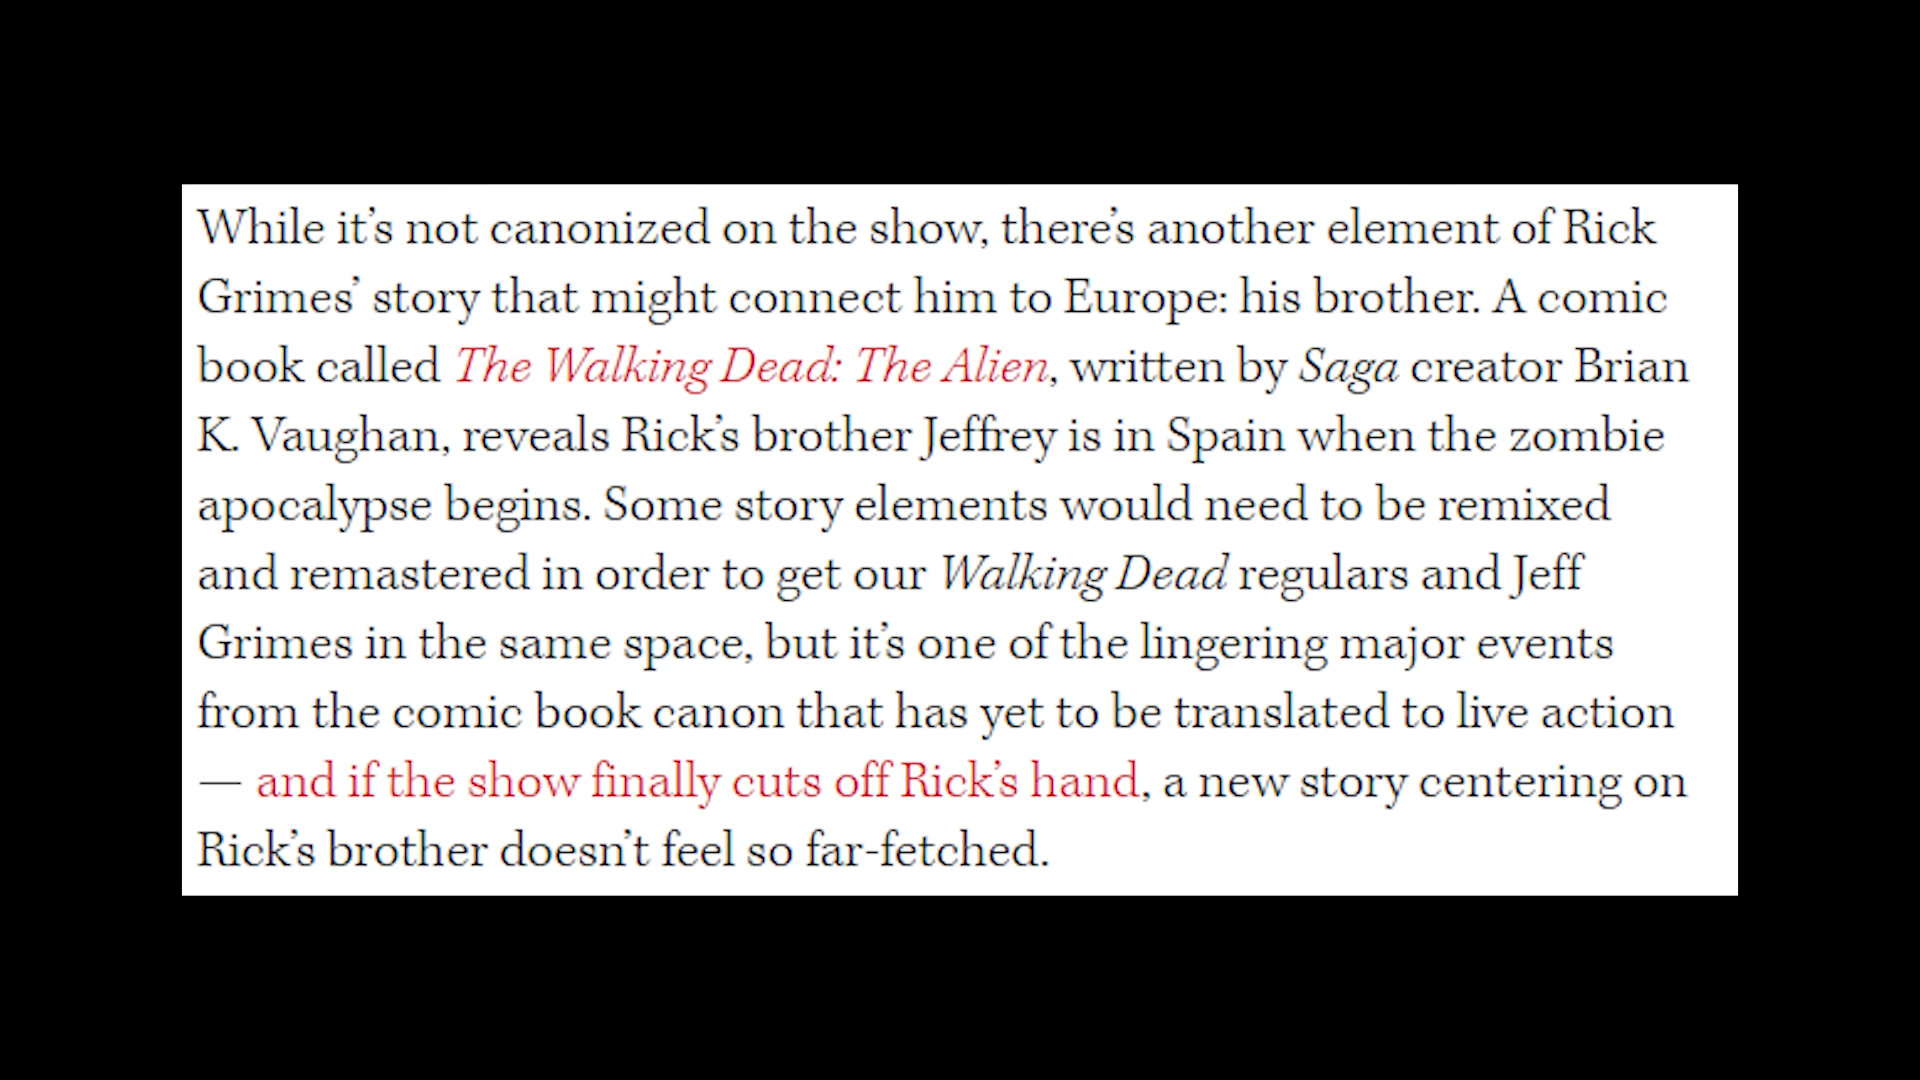 While it’s not canonized on the show, there’s another element of Rick
Grimes’ story that might connect him to Europe: his brother. A comic
book called The Walking Dead: The Alien, written by Saga creator Brian
K. Vaughan, reveals Rick’s brother Jeffrey is in Spain when the zombie
apocalypse begins. Some story elements would need to be remixed
and remastered in order to get our Walking Dead regulars and Jeff
Grimes in the same space, but it’s one of the lingering major events
from the comic book canon that has yet to be translated to live action
— and if the show finally cuts off Rick’s hand, a new story centering on
Rick’s brother doesn’t feel so far-fetched.